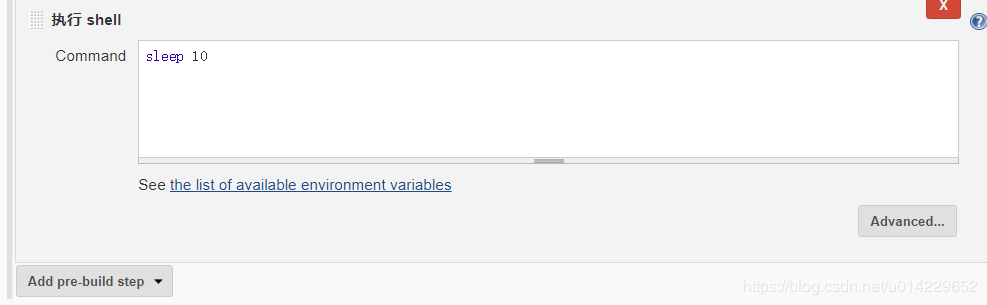 执行 shell
X
Command
sleep 10
See the list of available environment variables
Advanced...
Add pre-build step
https://blog.csdn.net/u014229652